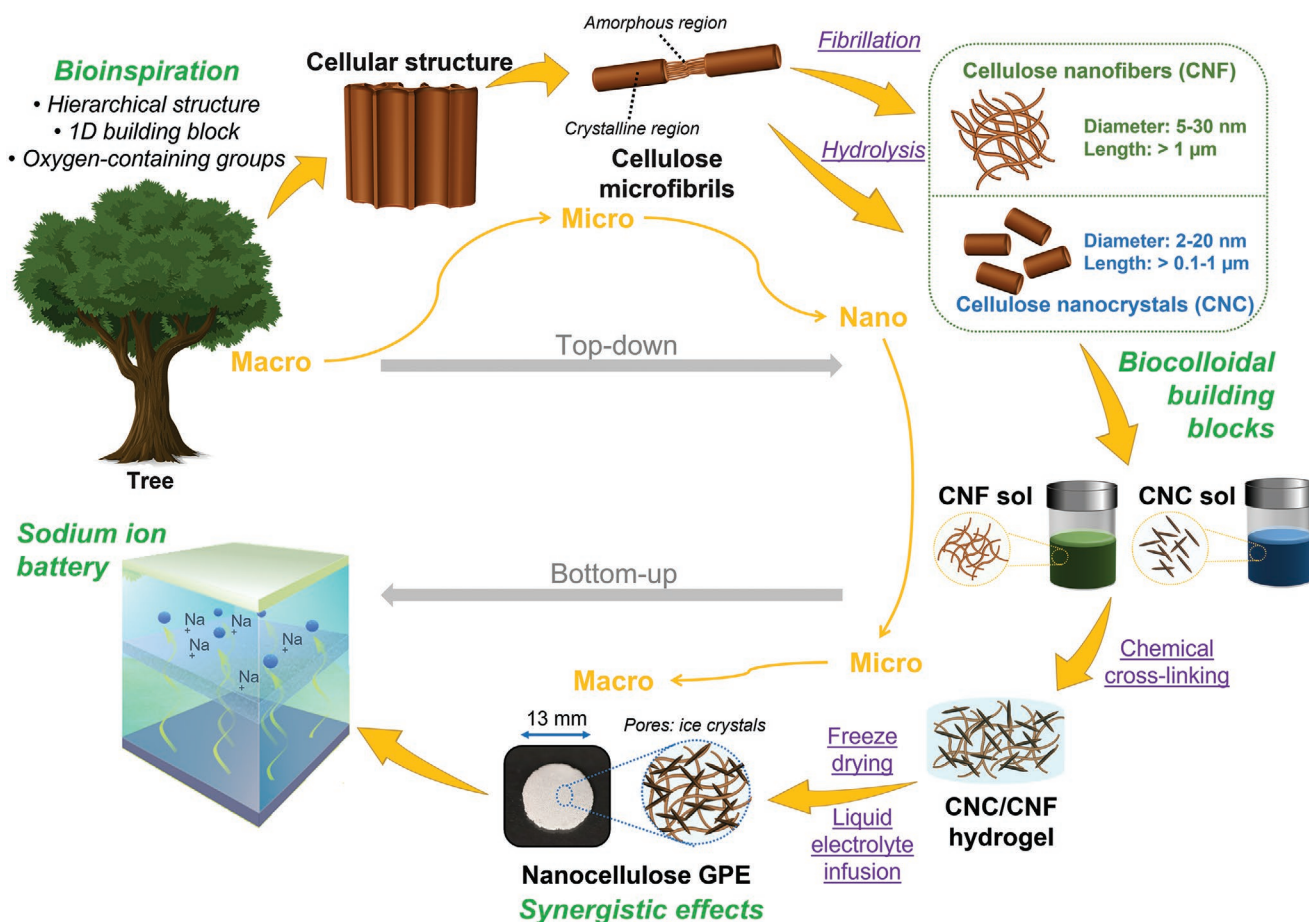 Bioinspiration
• Hierarchical structure
• 1D building block
• Oxygen-containing groups
Tree
Cellular structure
Amorphous region
Crystalline region
Cellulose
microfibrils
Fibrillation
Hydrolysis
Cellulose nanofibers (CNF)
Diameter: 5-30 nm
Length: > 1 µm
Diameter: 2-20 nm
Length: > 0.1-1 µm
Cellulose nanocrystals (CNC)
Macro
Micro
Nano
Top-down
Biocolloidal
building
blocks
CNF sol
CNC sol
Chemical
cross-linking
CNC/CNF
hydrogel
Freeze
drying
Liquid
electrolyte
infusion
Bottom-up
Micro
Macro
13 mm
Pores: ice crystals
Nanocellulose GPE
Synergistic effects
Sodium ion
battery
Na
+
Na
+
Na
+
Na
+
Na
+